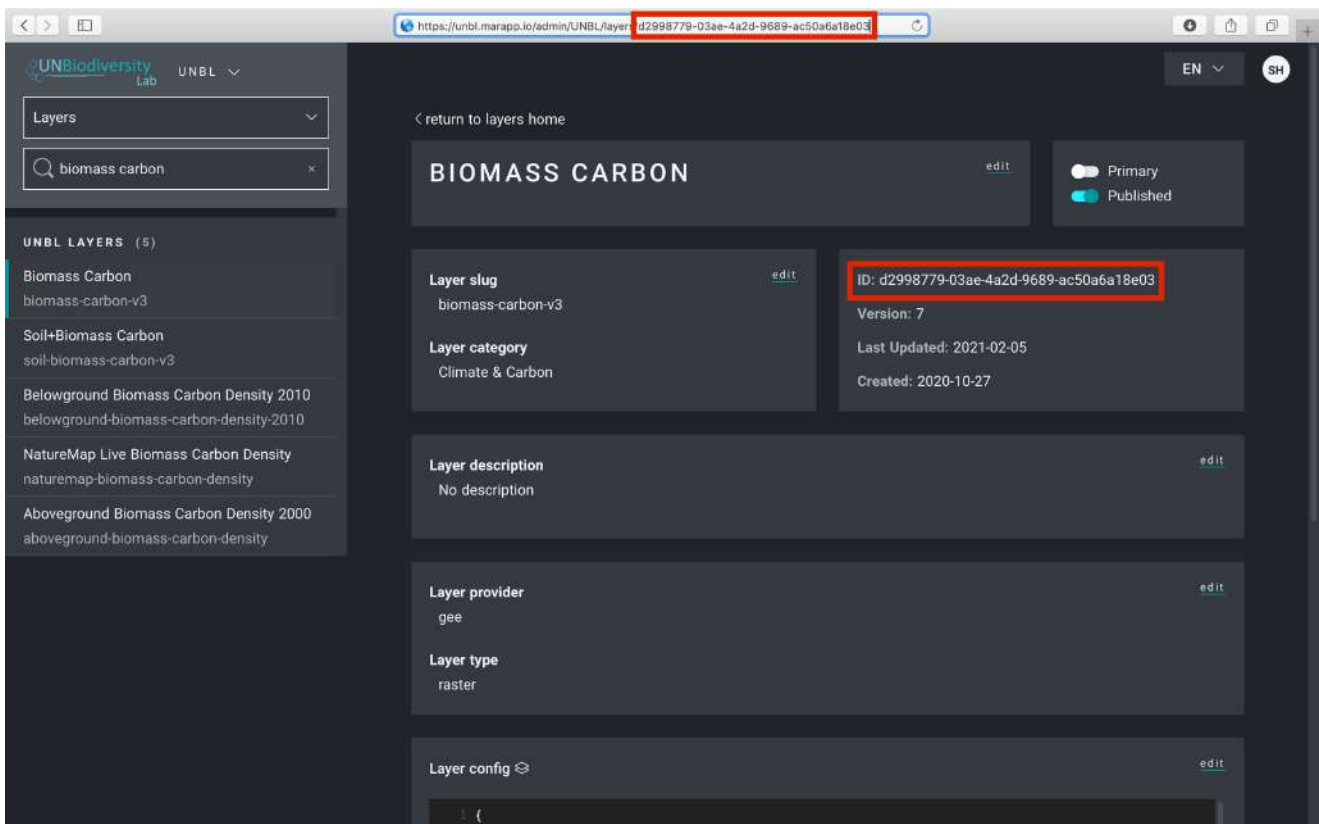 https://unbl.marapp.io/admin/UNBL/layers/d2998779-03ae-4a2d-9689-ac50a6a18e03
UNBiodiversity
Lab
UNBL
EN
SH
Layers
biomass carbon ×
UNBL LAYERS (5)
Biomass Carbon
biomass-carbon-v3
Soil+Biomass Carbon
soil-biomass-carbon-v3
Belowground Biomass Carbon Density 2010
belowground-biomass-carbon-density-2010
NatureMap Live Biomass Carbon Density
naturemap-biomass-carbon-density
Aboveground Biomass Carbon Density 2000
aboveground-biomass-carbon-density
return to layers home
BIOMASS CARBON
edit
Primary
Published
Layer slug
edit
biomass-carbon-v3
Layer category
Climate & Carbon
ID: d2998779-03ae-4a2d-9689-ac50a6a18e03
Version: 7
Last Updated: 2021-02-05
Created: 2020-10-27
Layer description
edit
No description
Layer provider
edit
gee
Layer type
raster
Layer config
edit
1 {